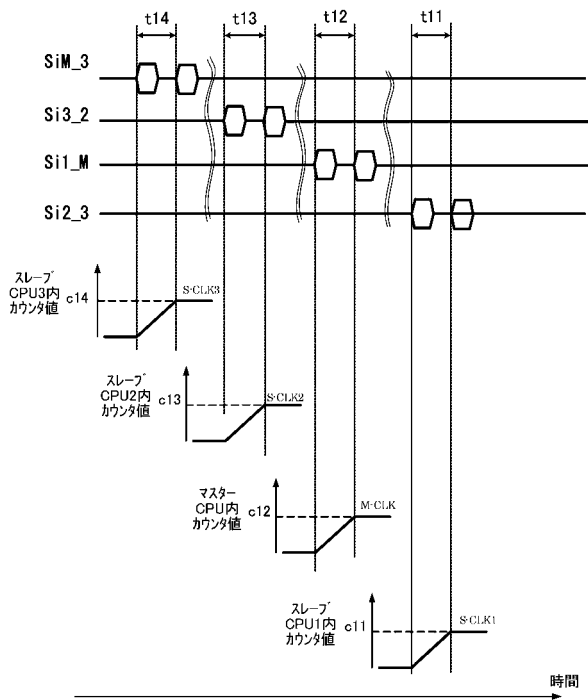 t14 t13 t12 t11
SiM_3
Si3_2
Si1_M
Si2_3
スレーブ
CPU3内
カウンタ値
c14
S-CLK3
スレーブ
CPU2内
カウンタ値
c13
S-CLK2
マスター
CPU内
カウンタ値
c12
M-CLK
スレーブ
CPU1内
カウンタ値
c11
S-CLK1
時間